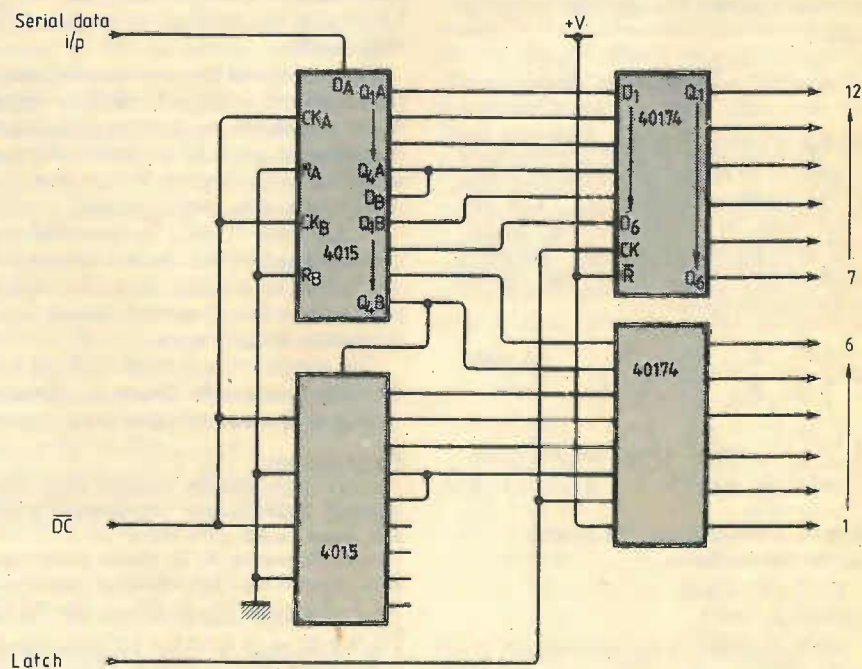 Serial data
i/p
+V
DA Q1A
D1 Q1
12
CKA
40174
RA
Q4A
DB
CKB
Q1B
D6
4015
CK
RB
R̅
Q4B
Q6
7
40174
6
D̅C̅
4015
1
Latch